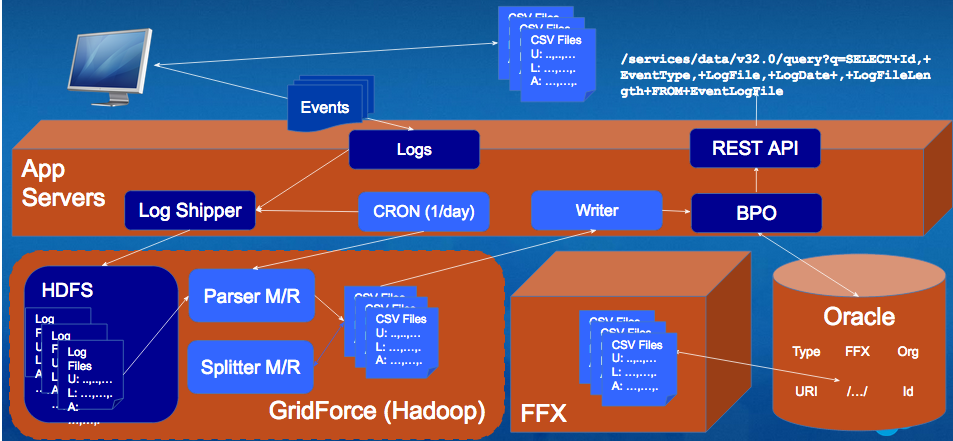 CSV Files
CSV Files
CSV Files
U: ..,..,…
L: …,…,.
A: …,…,.
/services/data/v32.0/query?q=SELECT+Id,+
EventType,+LogFile,+LogDate+,+LogFileLen
gth+FROM+EventLogFile
Events
App
Servers
Logs
REST API
Log Shipper
CRON (1/day)
Writer
BPO
HDFS
Log
F
U
L
A
…
Log
F
U
L
A:
…
Log
Files
U: ..,..,…
L: …,…,.
A:
…,…,.
Parser M/R
Splitter M/R
CSV Files
CSV Files
CSV Files
U: ..,..,…
L: …,…,.
A: …,…,.
GridForce (Hadoop)
CSV Files
CSV Files
CSV Files
U: ..,..,…
L: …,…,.
A: …,…,.
FFX
Oracle
Type FFX Org
URI /…/ Id